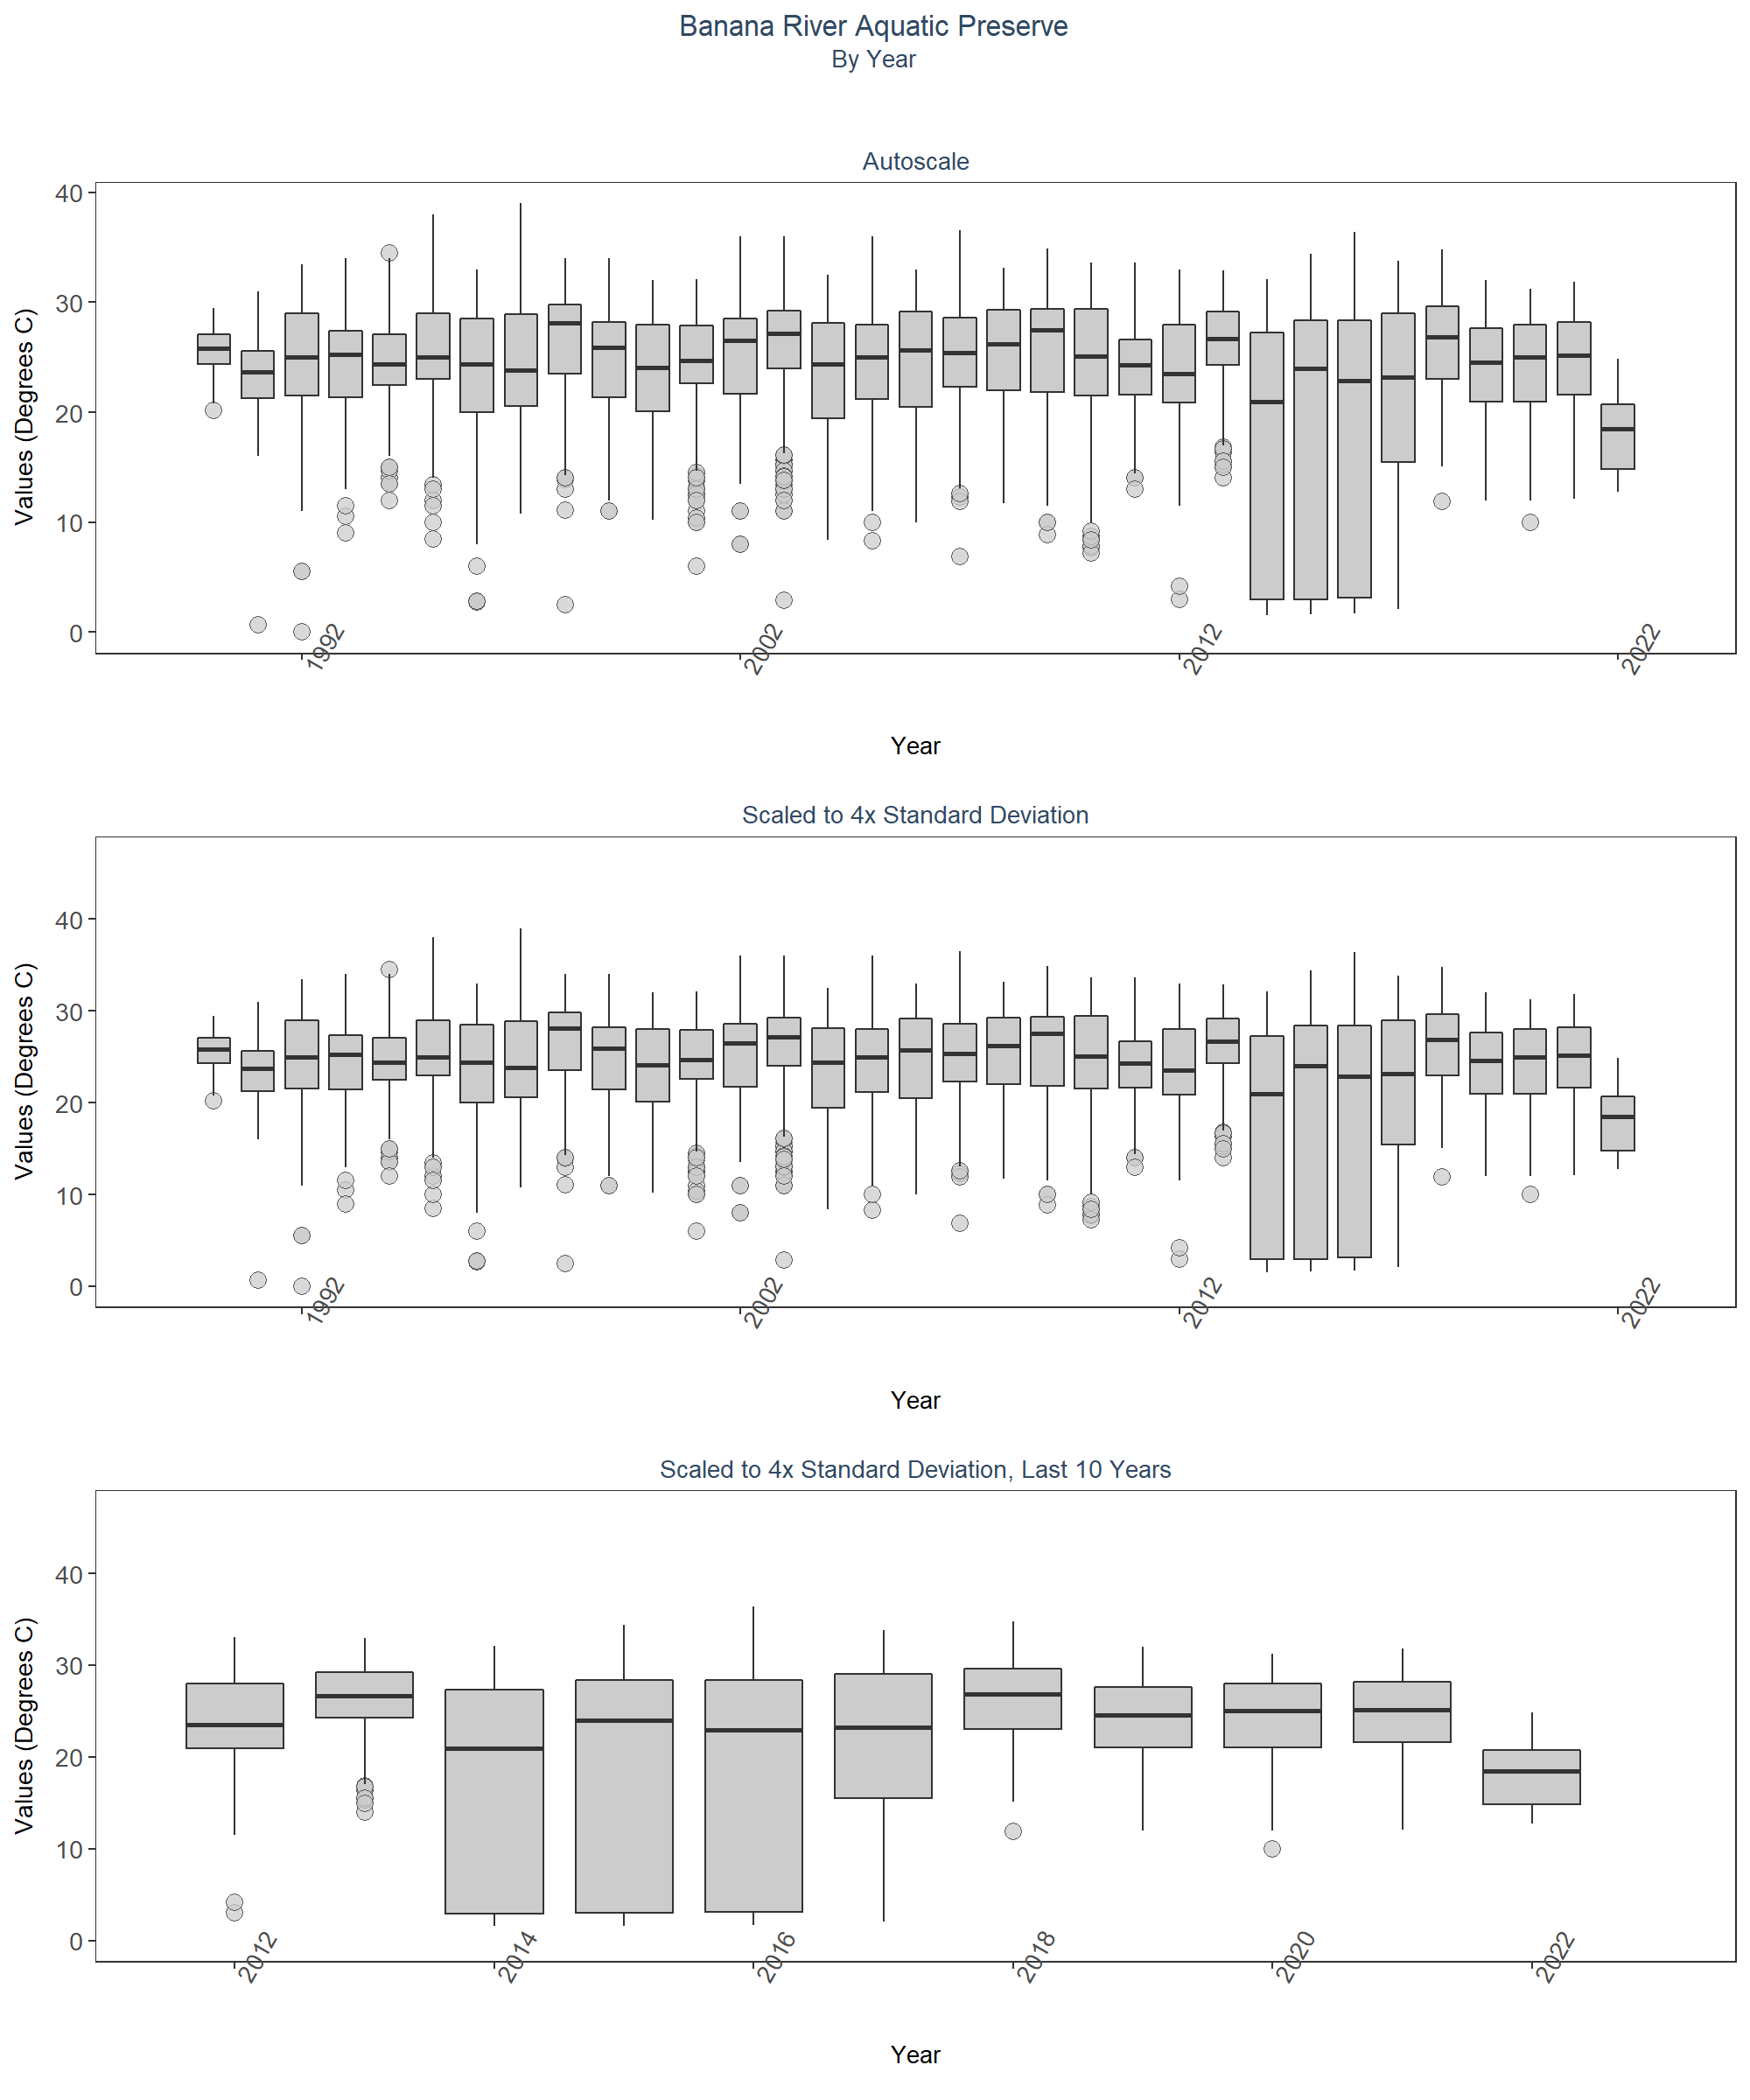 Banana River Aquatic Preserve
By Year
Autoscale
Values (Degrees C)
40
30
20
10
0
1992
2002
2012
2022
Year
Scaled to 4x Standard Deviation
Values (Degrees C)
40
30
20
10
0
1992
2002
2012
2022
Year
Scaled to 4x Standard Deviation, Last 10 Years
Values (Degrees C)
40
30
20
10
0
2012
2014
2016
2018
2020
2022
Year